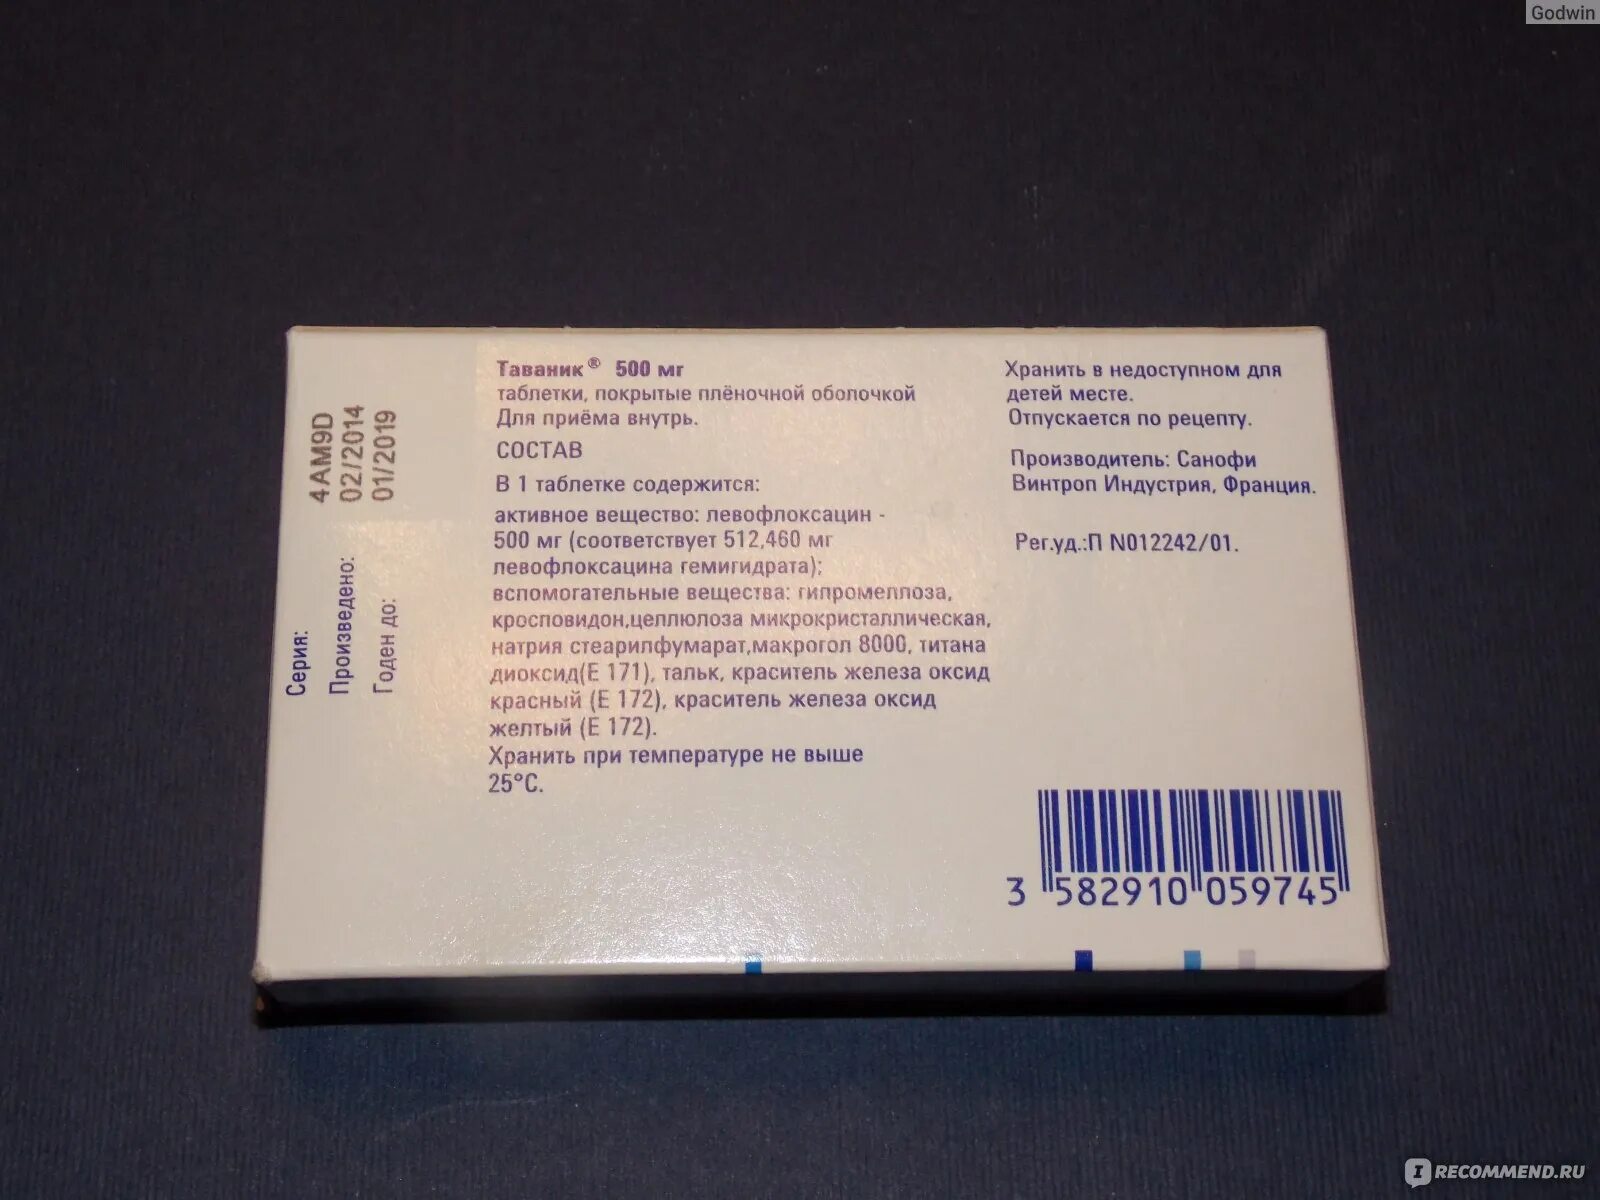 Godwin
Серия:
4AM9D
Произведено:
02/2014
Годен до:
01/2019
Таваник® 500 мг
таблетки, покрытые плёночной оболочкой
Для приёма внутрь.
СОСТАВ
В 1 таблетке содержится:
активное вещество: левофлоксацин -
500 мг (соответствует 512,460 мг
левофлоксацина гемигидрата);
вспомогательные вещества: гипромеллоза,
кросповидон,целлюлоза микрокристаллическая,
натрия стеарилфумарат,макрогол 8000, титана
диоксид(Е 171), тальк, краситель железа оксид
красный (Е 172), краситель железа оксид
желтый (Е 172).
Хранить при температуре не выше
25°С.
Хранить в недоступном для
детей месте.
Отпускается по рецепту.
Производитель: Санофи
Винтроп Индустрия, Франция.
Рег.уд.:П N012242/01.
3 582910 059745
IRECOMMEND.RU